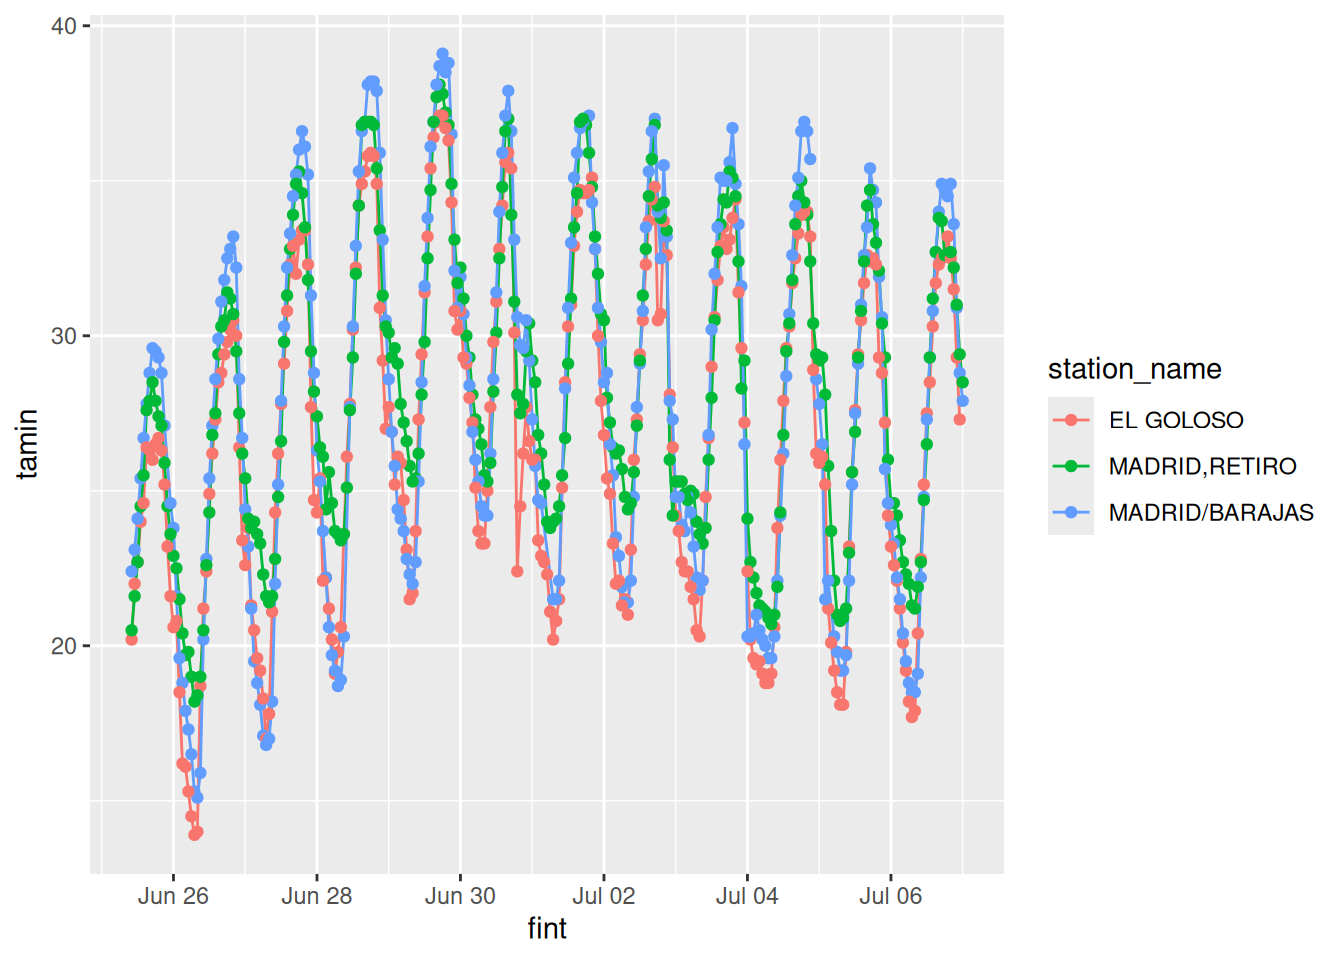 40
30
20
tamin
Jun 26
Jun 28
Jun 30
Jul 02
Jul 04
Jul 06
fint
station_name
EL GOLOSO
MADRID,RETIRO
MADRID/BARAJAS